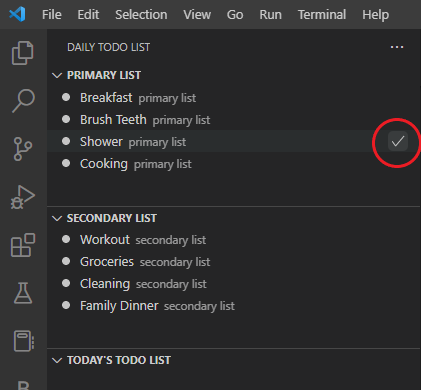 File Edit Selection View Go Run Terminal Help
DAILY TODO LIST
PRIMARY LIST
Breakfast primary list
Brush Teeth primary list
Shower primary list
Cooking primary list
SECONDARY LIST
Workout secondary list
Groceries secondary list
Cleaning secondary list
Family Dinner secondary list
TODAY'S TODO LIST